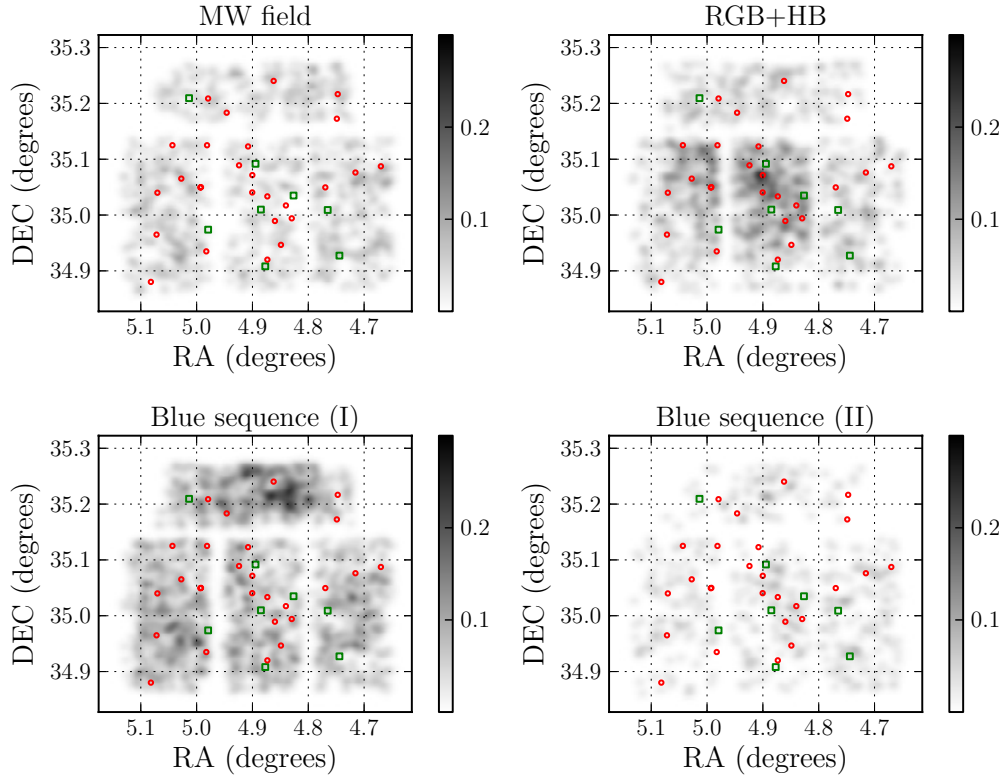 MW field
RGB+HB
35.3
35.2
35.1
35.0
34.9
5.1 5.0 4.9 4.8 4.7
RA (degrees)
DEC (degrees)
0.2
0.1
35.3
35.2
35.1
35.0
34.9
5.1 5.0 4.9 4.8 4.7
RA (degrees)
DEC (degrees)
0.2
0.1
Blue sequence (I)
Blue sequence (II)
35.3
35.2
35.1
35.0
34.9
5.1 5.0 4.9 4.8 4.7
RA (degrees)
DEC (degrees)
0.2
0.1
35.3
35.2
35.1
35.0
34.9
5.1 5.0 4.9 4.8 4.7
RA (degrees)
DEC (degrees)
0.2
0.1